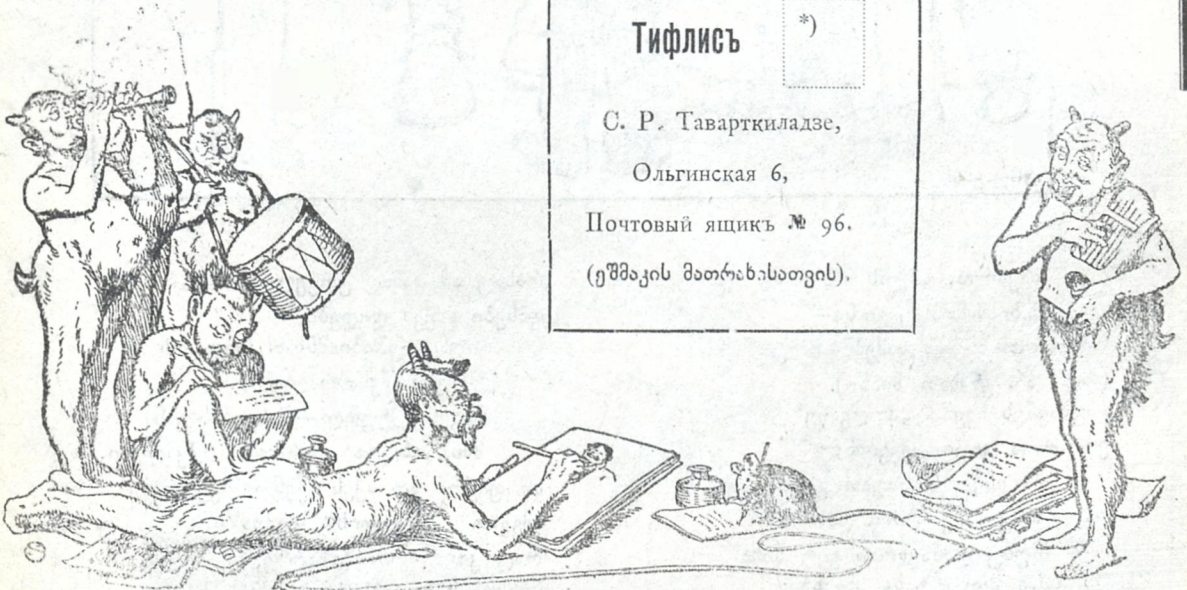 Тифлисъ
*)
С. Р. Таварткиладзе,
Ольгинская 6,
Почтовый ящикъ № 96.
(ეშმაკის მათრახისათვის).